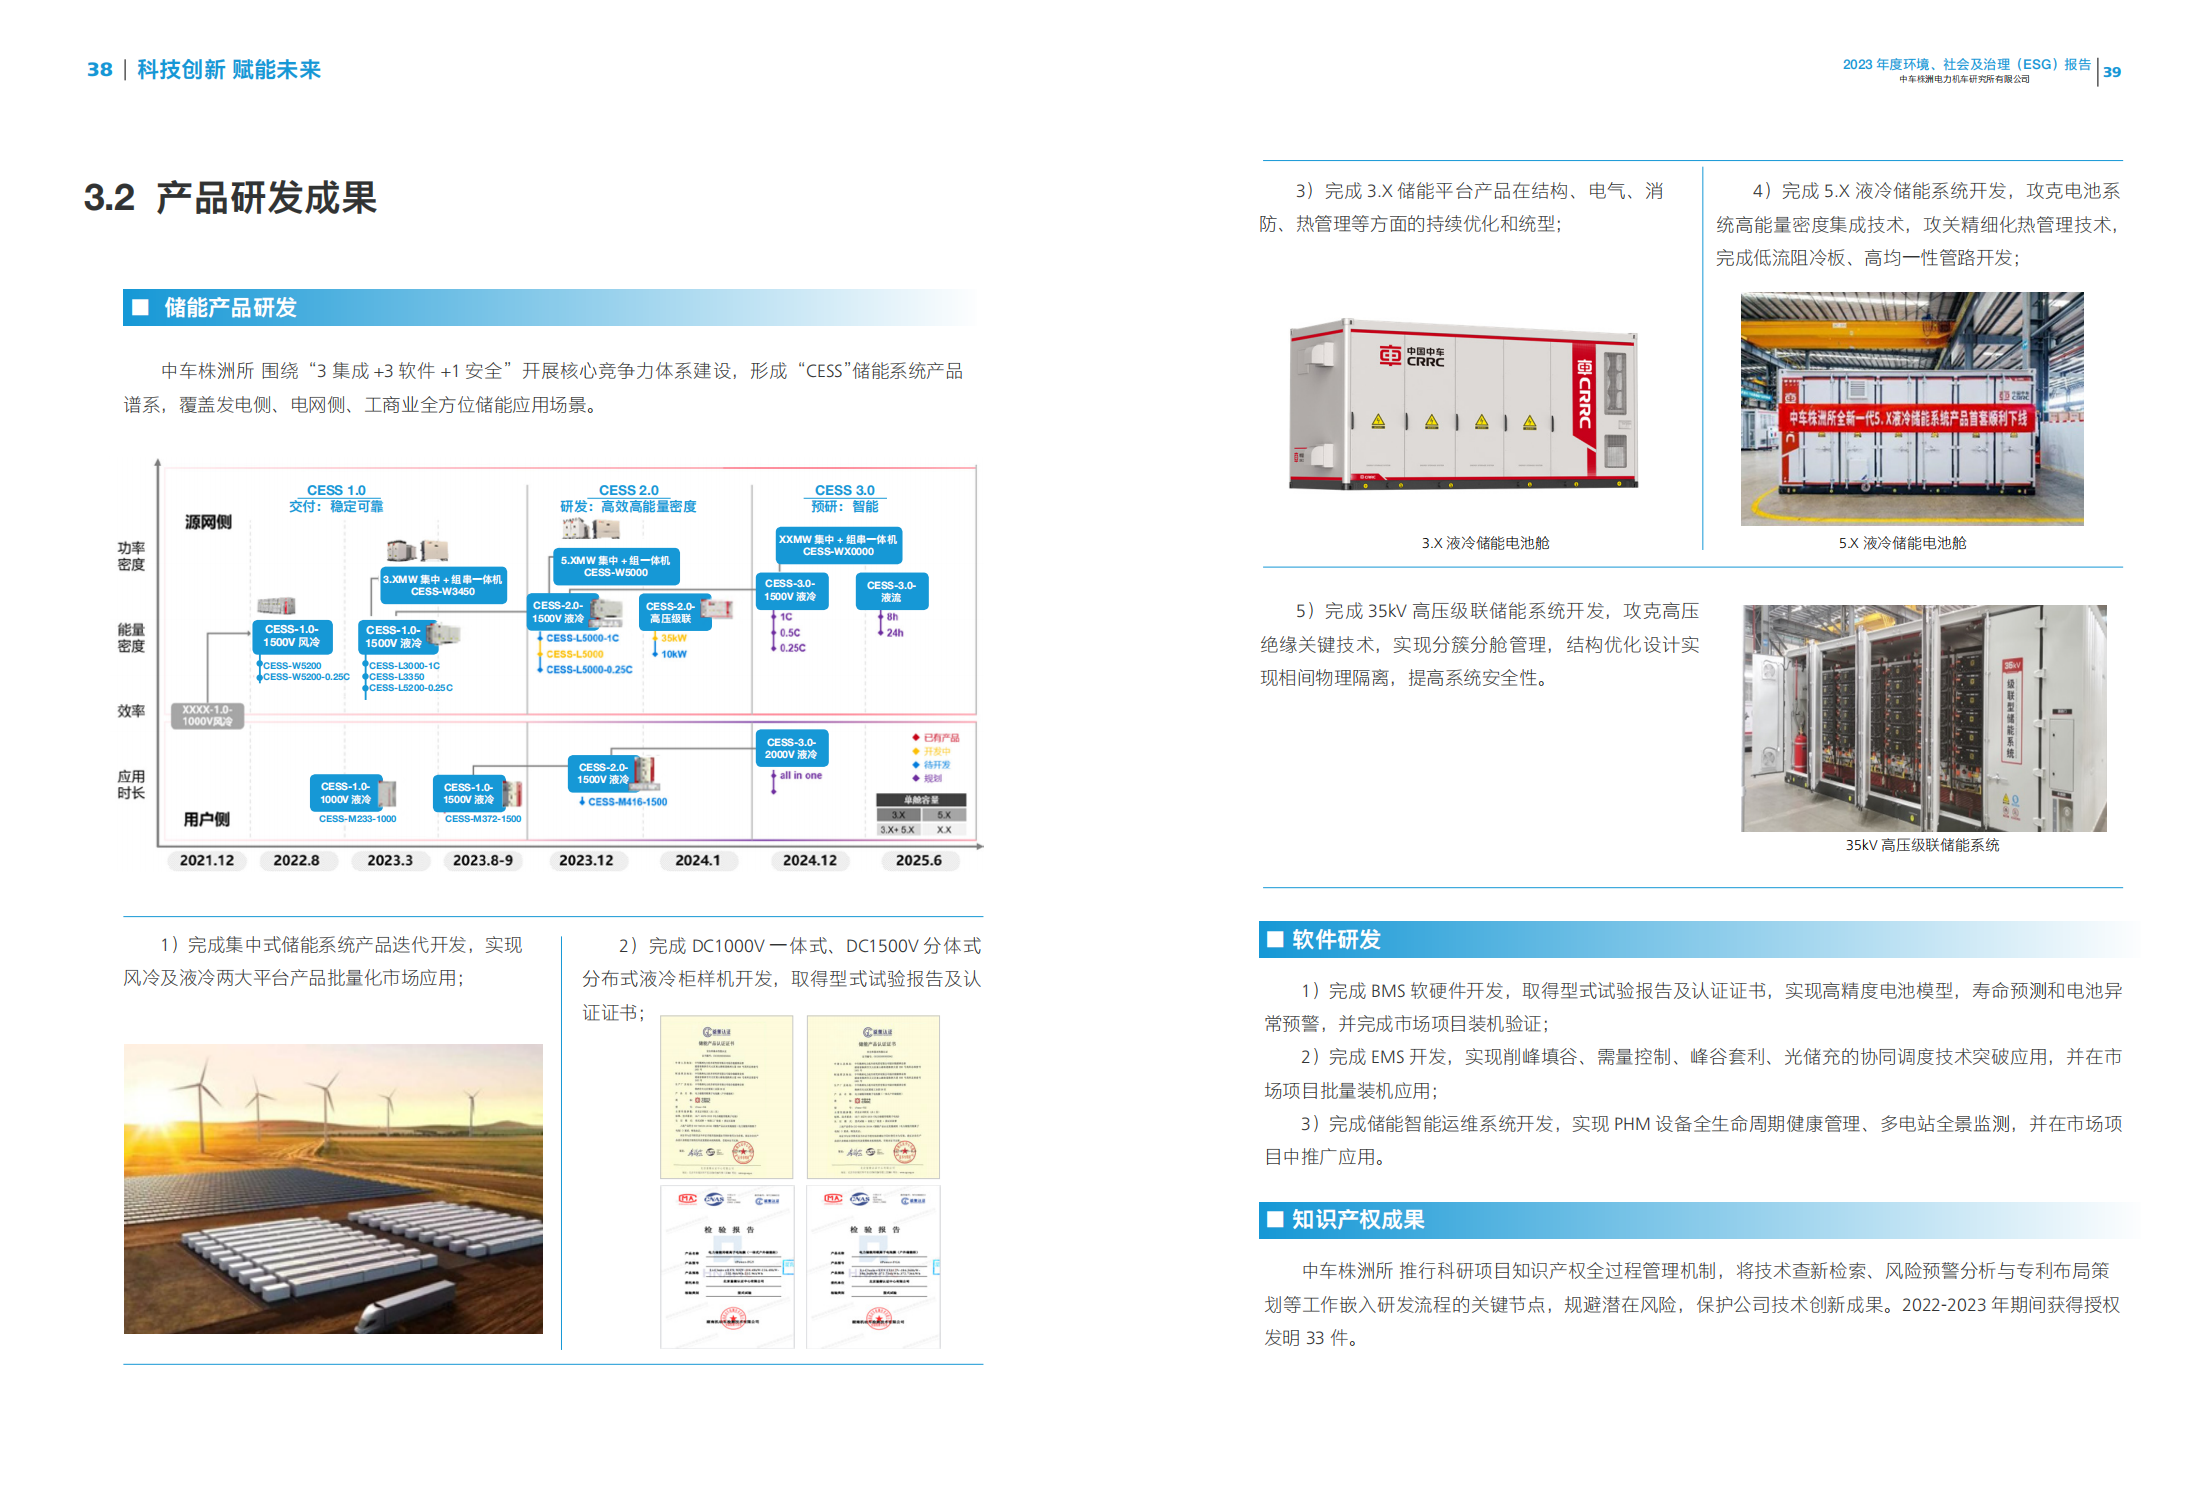 38 科技创新 赋能未来
3.2 产品研发成果
■ 储能产品研发
中车株洲所 围绕“3 集成 +3 软件 +1 安全”开展核心竞争力体系建设，形成“CESS”储能系统产品
谱系，覆盖发电侧、电网侧、工商业全方位储能应用场景。
功率
密度
能量
密度
效率
应用
时长
源网侧
用户侧
CESS 1.0
交付：稳定可靠
CESS 2.0
研发：高效高能量密度
CESS 3.0
预研：智能
XXXX-1.0-
1000V风冷
CESS-1.0-
1500V 风冷
CESS-W5200
CESS-W5200-0.25C
3.XMW 集中 + 组串一体机
CESS-W3450
CESS-1.0-
1500V 液冷
CESS-L3000-1C
CESS-L3350
CESS-L5200-0.25C
5.XMW 集中 + 组一体机
CESS-W5000
CESS-2.0-
1500V 液冷
CESS-L5000-1C
CESS-L5000
CESS-L5000-0.25C
CESS-2.0-
高压级联
35kW
10kW
XXMW 集中 + 组串一体机
CESS-WX0000
CESS-3.0-
1500V 液冷
1C
0.5C
0.25C
CESS-3.0-
液流
8h
24h
CESS-1.0-
1000V 液冷
CESS-M233-1000
CESS-1.0-
1500V 液冷
CESS-M372-1500
CESS-2.0-
1500V 液冷
CESS-M416-1500
CESS-3.0-
2000V 液冷
all in one
已有产品
开发中
待开发
规划
单舱容量
3.X 5.X
3.X+ 5.X X.X
2021.12 2022.8 2023.3 2023.8-9 2023.12 2024.1 2024.12 2025.6
1）完成集中式储能系统产品迭代开发，实现
风冷及液冷两大平台产品批量化市场应用；
2）完成 DC1000V 一体式、DC1500V 分体式
分布式液冷柜样机开发，取得型式试验报告及认
证证书；
储能产品认证证书
储能产品认证证书
MA CNAS
检 验 报 告
MA CNAS
检 验 报 告
2023 年度环境、社会及治理（ESG）报告 39
中车株洲电力机车研究所有限公司
3）完成 3.X 储能平台产品在结构、电气、消
防、热管理等方面的持续优化和统型；
中国中车
CRRC
CRRC
3.X 液冷储能电池舱
4）完成 5.X 液冷储能系统开发，攻克电池系
统高能量密度集成技术，攻关精细化热管理技术，
完成低流阻冷板、高均一性管路开发；
中国中车
CRRC
中车株洲所全新一代5.X液冷储能系统产品首套顺利下线
5.X 液冷储能电池舱
5）完成 35kV 高压级联储能系统开发，攻克高压
绝缘关键技术，实现分簇分舱管理，结构优化设计实
现相间物理隔离，提高系统安全性。
35kV
级联型储能系统
35kV 高压级联储能系统
■ 软件研发
1）完成 BMS 软硬件开发，取得型式试验报告及认证证书，实现高精度电池模型，寿命预测和电池异
常预警，并完成市场项目装机验证；
2）完成 EMS 开发，实现削峰填谷、需量控制、峰谷套利、光储充的协同调度技术突破应用，并在市
场项目批量装机应用；
3）完成储能智能运维系统开发，实现 PHM 设备全生命周期健康管理、多电站全景监测，并在市场项
目中推广应用。
■ 知识产权成果
中车株洲所 推行科研项目知识产权全过程管理机制，将技术查新检索、风险预警分析与专利布局策
划等工作嵌入研发流程的关键节点，规避潜在风险，保护公司技术创新成果。2022-2023 年期间获得授权
发明 33 件。